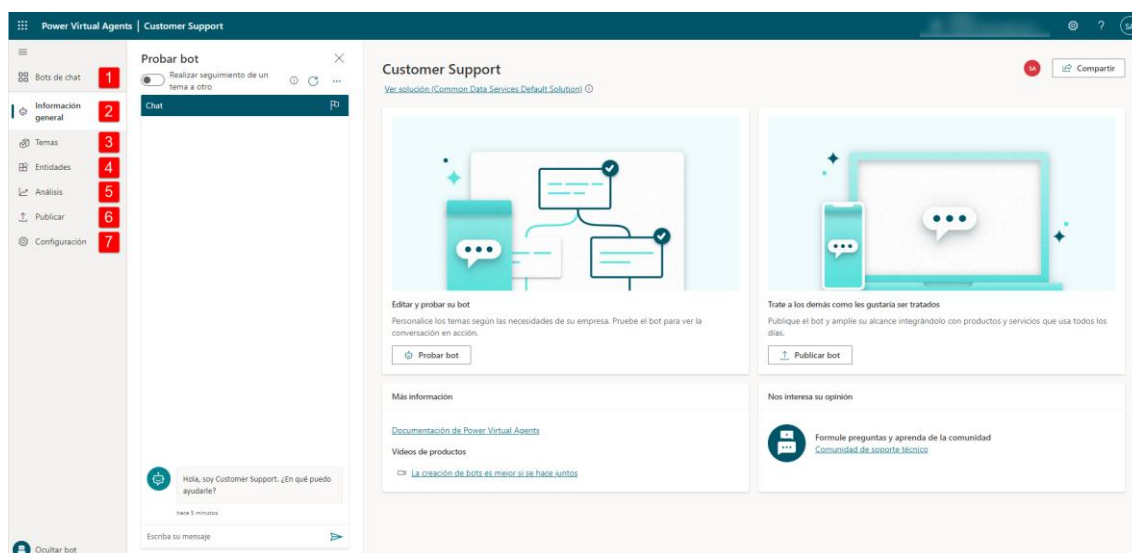 Power Virtual Agents | Customer Support
?
SA
Bots de chat 1
Información general 2
Temas 3
Entidades 4
Análisis 5
Publicar 6
Configuración 7
Ocultar bot
Probar bot
Realizar seguimiento de un
tema a otro
Chat
Hola, soy Customer Support. ¿En qué puedo
ayudarle?
hace 5 minutos
Escriba su mensaje
Customer Support
SA
Compartir
Ver solución (Common Data Services Default Solution)
Editar y probar su bot
Personalice los temas según las necesidades de su empresa. Pruebe el bot para ver la
conversación en acción.
Probar bot
Trate a los demás como les gustaría ser tratados
Publique el bot y amplíe su alcance integrándolo con productos y servicios que usa todos los
días.
Publicar bot
Más información
Documentación de Power Virtual Agents
Vídeos de productos
La creación de bots es mejor si se hace juntos
Nos interesa su opinión
Formule preguntas y aprenda de la comunidad
Comunidad de soporte técnico